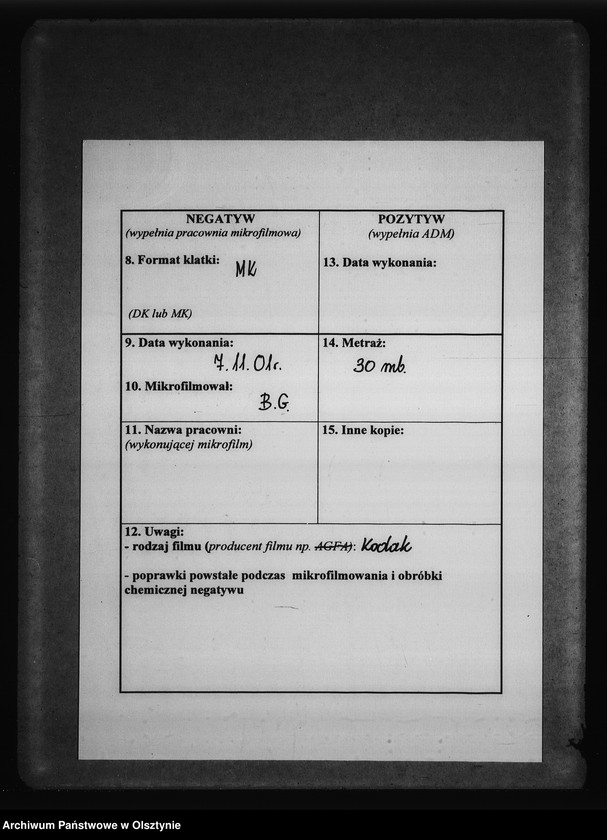 NEGATYW
(wypełnia pracownia mikrofilmowa)
8. Format klatki: MK
(DK lub MK)
9. Data wykonania:
7.11.01r.
10. Mikrofilmował:
B.G.
11. Nazwa pracowni:
(wykonującej mikrofilm)
POZYTYW
(wypełnia ADM)
13. Data wykonania:
14. Metraż:
30 mb.
15. Inne kopie:
12. Uwagi:
- rodzaj filmu (producent filmu np. AGFA): Kodak
- poprawki powstałe podczas mikrofilmowania i obróbki
chemicznej negatywu
Archiwum Państwowe w Olsztynie